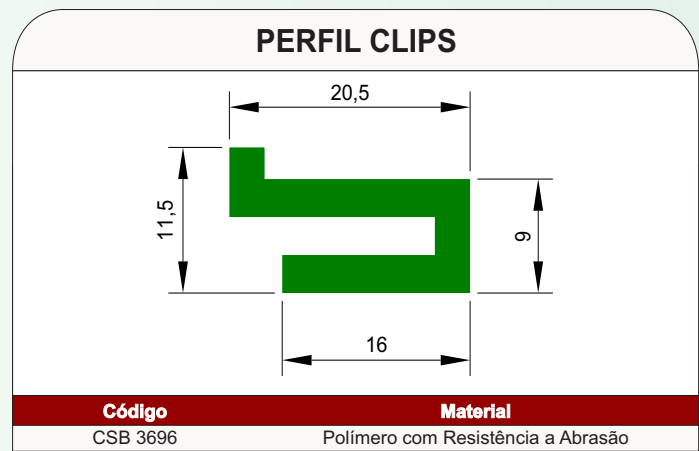 PERFIL CLIPS
20,5
11,5
9
16
Código Material
CSB 3696 Polímero com Resistência a Abrasão